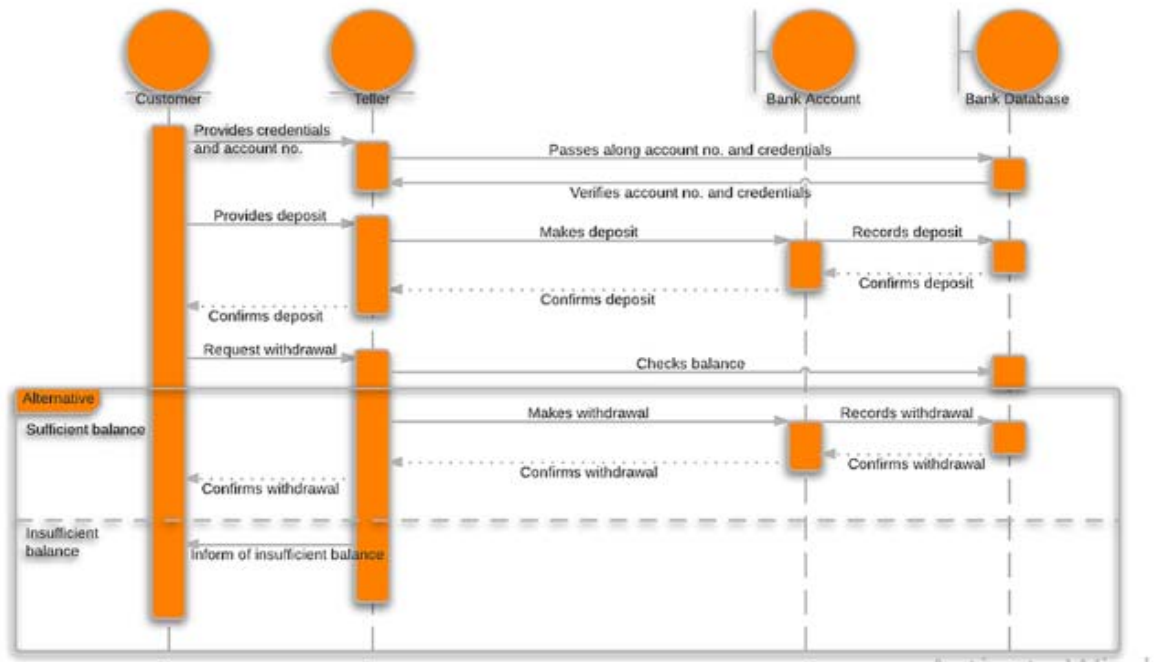 Customer
Teller
Bank Account
Bank Database
Provides credentials
and account no.
Passes along account no. and credentials
Verifies account no. and credentials
Provides deposit
Makes deposit
Records deposit
Confirms deposit
Confirms deposit
Confirms deposit
Request withdrawal
Checks balance
Alternative
Sufficient balance
Makes withdrawal
Records withdrawal
Confirms withdrawal
Confirms withdrawal
Confirms withdrawal
Insufficient
balance
Inform of insufficient balance